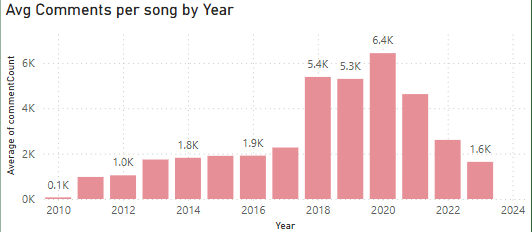 Avg Comments per song by Year
Average of commentCount
6K
4K
2K
0K
0.1K
1.0K
1.8K
1.9K
5.4K
5.3K
6.4K
1.6K
2010 2012 2014 2016 2018 2020 2022 2024
Year